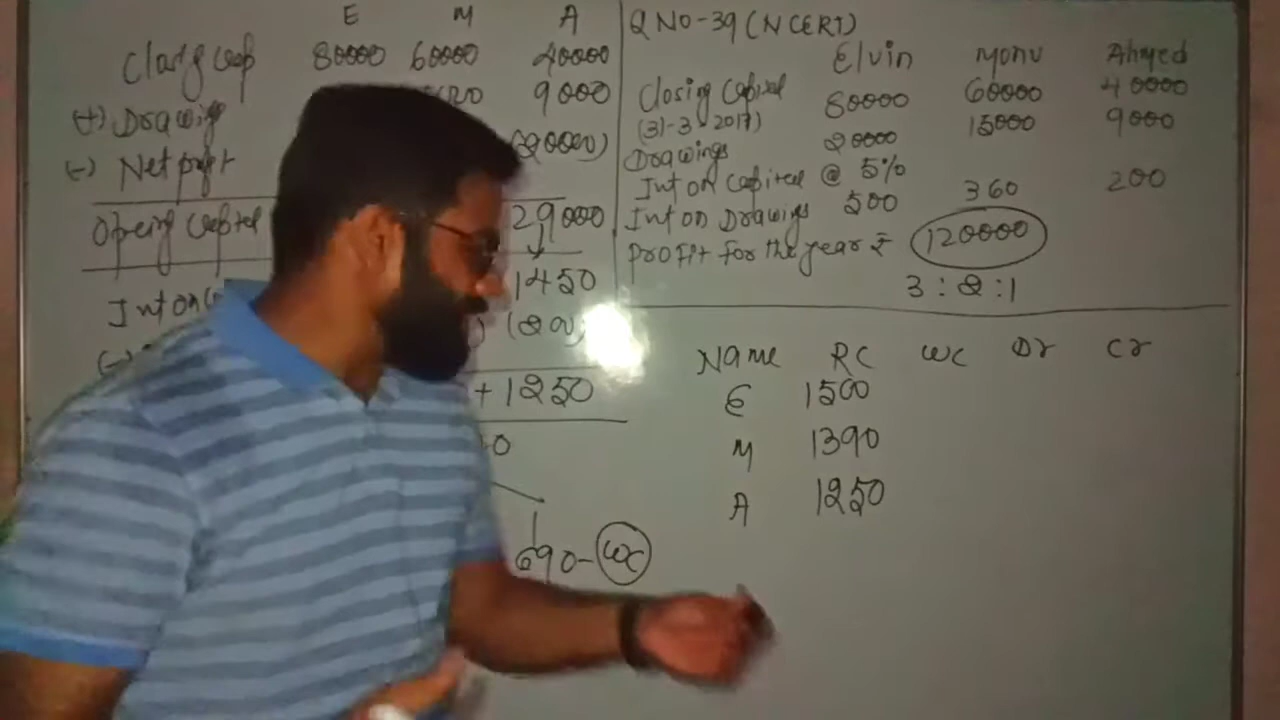 E M A
Closing Cap 80000 60000 40000
(+) Drawings 9000
(-) Net profit (20000)
Opening Capital 29000
Int on
1450
(-)
+ 1250
690 - WC
Q NO-39 (NCERT)
Elvin Monu Ahmed
Closing Capital 80000 60000 40000
(31-3-2017)
Drawings 20000 15000 9000
Int on Capital @ 5%
Int on Drawings 500 360 200
Profit for the year ₹ 120000
3 : 2 : 1
Name RC WC Dr Cr
E 1500
M 1390
A 1250